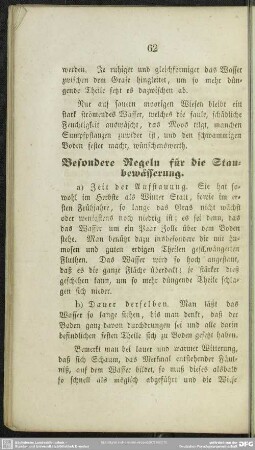 62
werden. Je ruhiger und gleichförmiger das Wasser
zwischen dem Grase hingleitet, um so mehr dün-
gende Theile setzt es dazwischen ab.
Nur auf sauren moorigen Wiesen bleibt ein
stark strömendes Wasser, welches die saule, schädliche
Feuchtigkeit auswäscht, das Moos tilgt, manchen
Sumpfpflanzen zuwider ist, und den schwammigen
Boden fester macht, wünschenswerth.
Besondere Regeln für die Stau-
bewässerung.
a) Zeit der Aufstauung. Sie hat so-
wohl im Herbste als Winter Statt, sowie im er-
sten Frühjahre, so lange das Gras nicht wächst
oder wenigstens noch niedrig ist; es sei denn, daß
das Wasser um ein Paar Zolle über dem Boden
stehe. Man benützt dazu insbesondere die mit hu-
mosen und guten erdigen Theilen geschwängerten
Fluthen. Das Wasser wird so hoch angestaut,
daß es die ganze Fläche überdeckt; je stärker dieß
geschehen kann, um so mehr düngende Theile schla-
gen sich nieder.
b) Dauer derselben. Man läßt das
Wasser so lange stehen, bis man denkt, daß der
Boden ganz davon durchdrungen sei und alle darin
befindlichen festen Theile sich zu Boden gesetzt haben.
Bemerkt man bei lauer und warmer Witterung,
daß sich Schaum, das Merkmal entstehender Fäul-
niß, auf dem Wasser bildet, so muß dieses alsbald
so schnell als möglich abgeführt und die Wiese